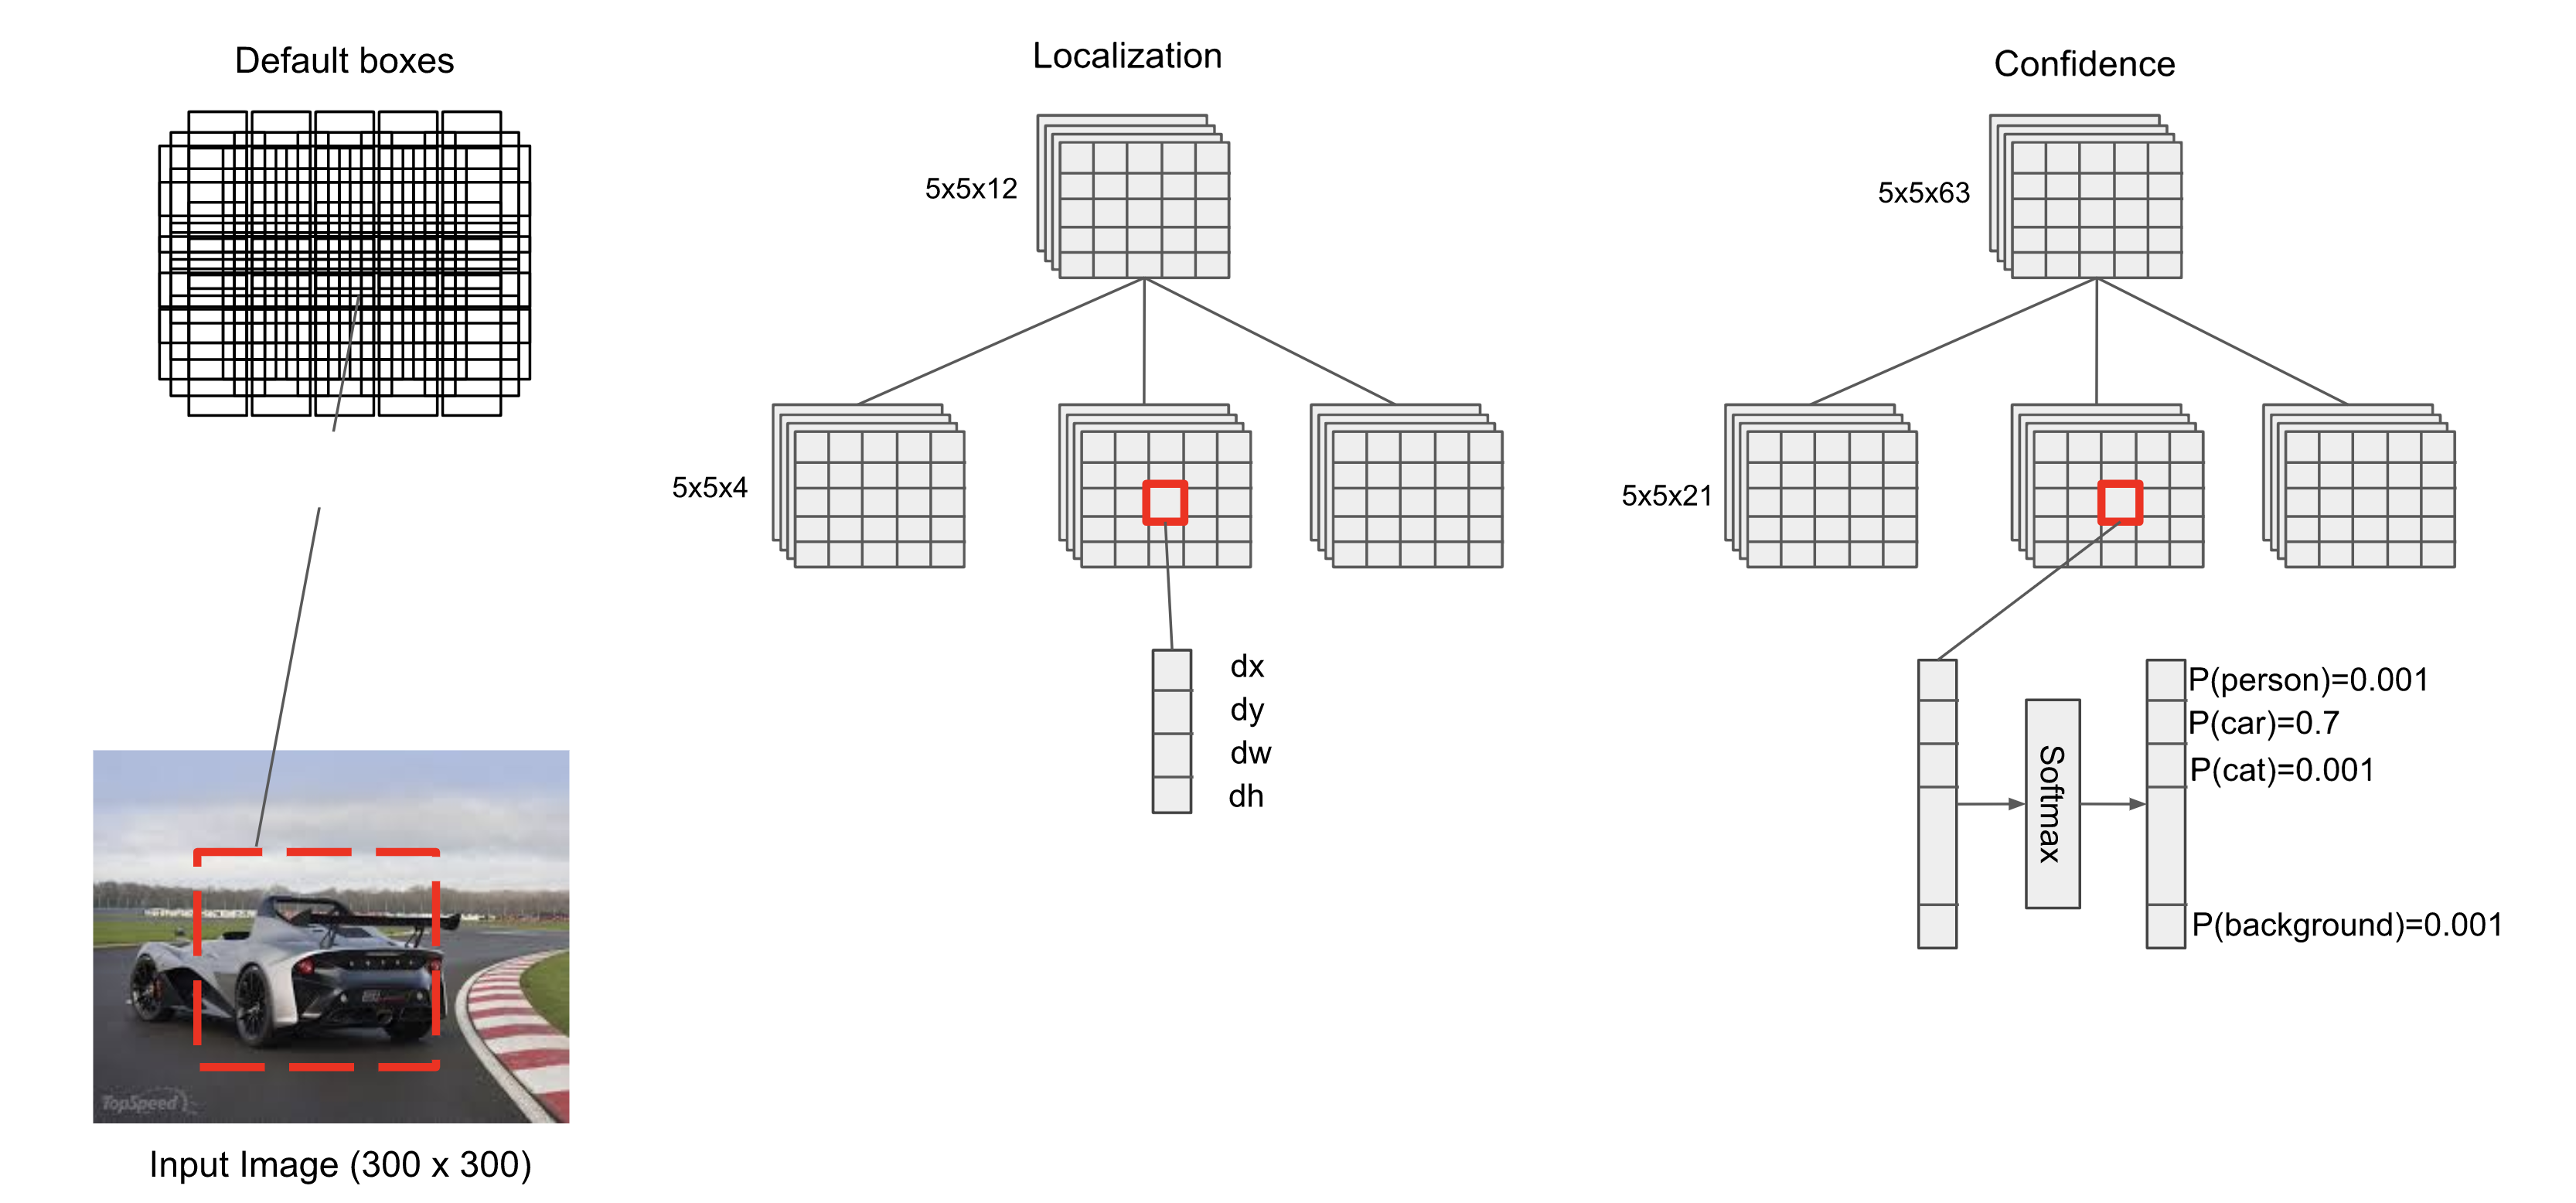 Default boxes
Localization
Confidence
5x5x12
5x5x63
5x5x4
5x5x21
dx
dy
dw
dh
P(person)=0.001
P(car)=0.7
P(cat)=0.001
Softmax
P(background)=0.001
TopSpeed
Input Image (300 x 300)